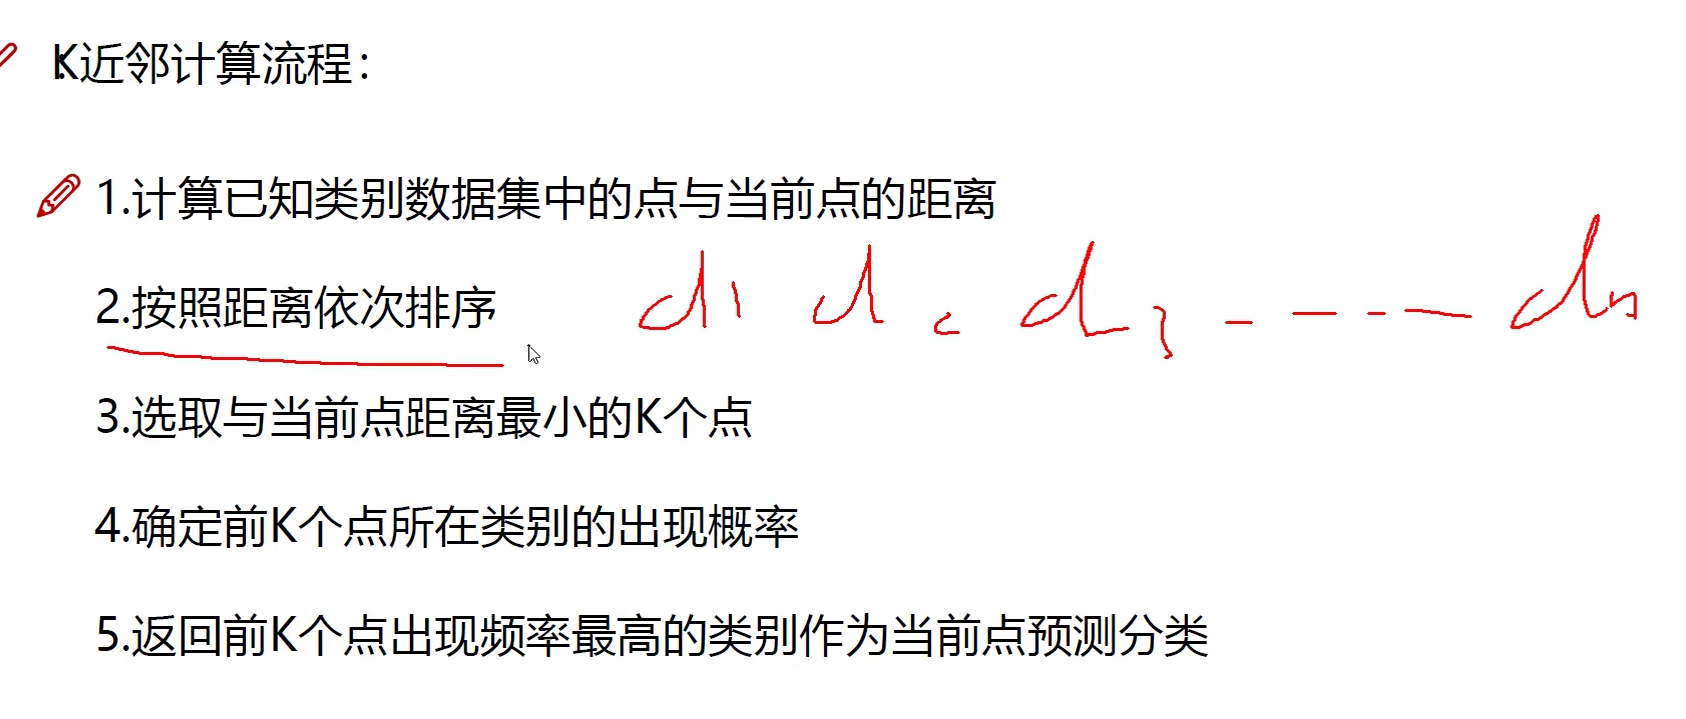 K近邻计算流程：
1.计算已知类别数据集中的点与当前点的距离
2.按照距离依次排序 d1 d2 d3 ---- dn
3.选取与当前点距离最小的K个点
4.确定前K个点所在类别的出现概率
5.返回前K个点出现频率最高的类别作为当前点预测分类